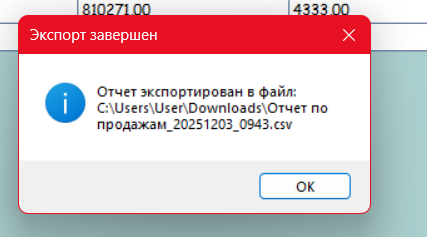 810271.00 4333.00
Экспорт завершен
Отчет экспортирован в файл:
C:\Users\User\Downloads\Отчет по
продажам_20251203_0943.csv
OK